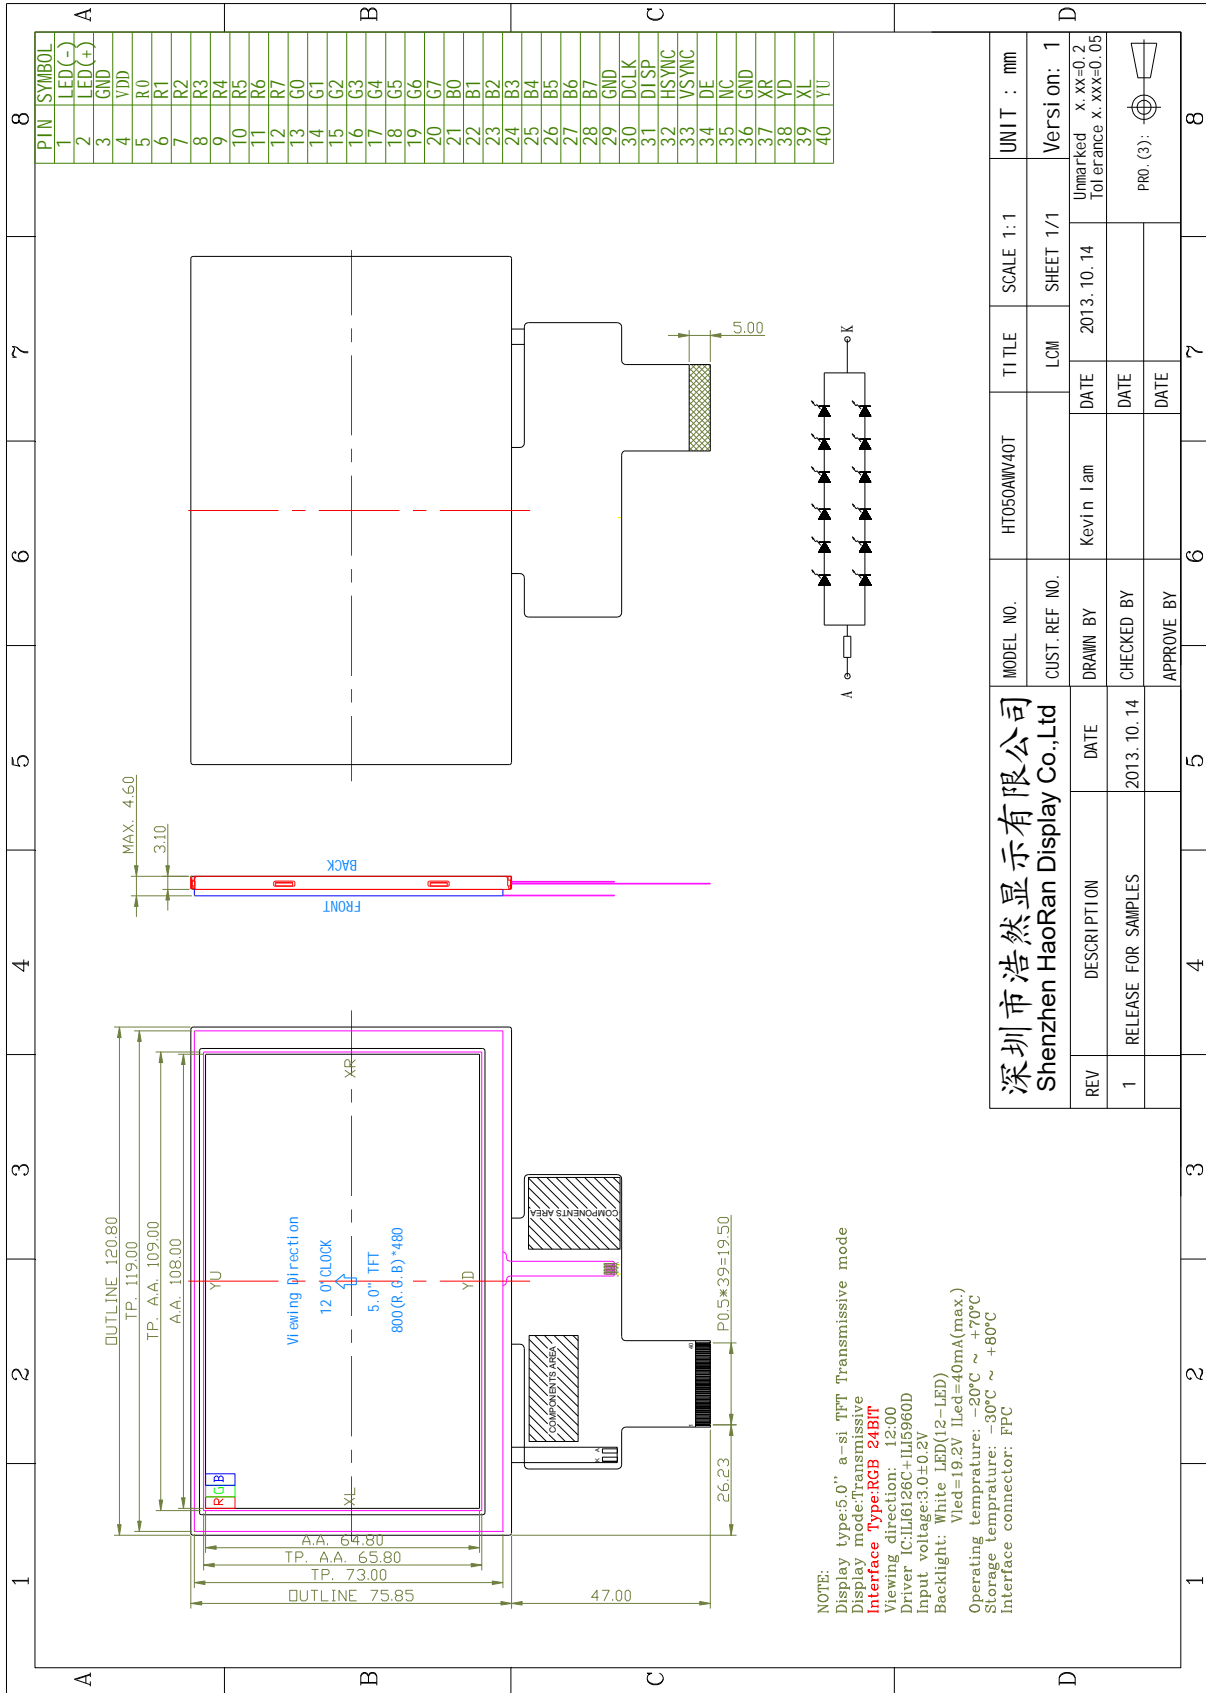 1 2 3 4 5 6 7 8
A
B
C
D
PIN SYMBOL
1 LED(-)
2 LED(+)
3 GND
4 VDD
5 R0
6 R1
7 R2
8 R3
9 R4
10 R5
11 R6
12 R7
13 G0
14 G1
15 G2
16 G3
17 G4
18 G5
19 G6
20 G7
21 B0
22 B1
23 B2
24 B3
25 B4
26 B5
27 B6
28 B7
29 GND
30 DCLK
31 DISP
32 HSYNC
33 VSYNC
34 DE
35 NC
36 GND
37 XR
38 YD
39 XL
40 YU
OUTLINE 120.80
TP. 119.00
TP. A.A. 109.00
A.A. 108.00
A.A. 64.80
TP. A.A. 65.80
TP. 73.00
OUTLINE 75.85
47.00
R G B
YU
XL
XR
YD
Viewing Direction
12 O'CLOCK
5.0" TFT
800(R.G.B)*480
COMPONENTS AREA
COMPONENTS AREA
K A
1
40
26.23
P0.5*39=19.50
MAX. 4.60
3.10
FRONT
BACK
5.00
A
K
NOTE:
Display type:5.0'' a-si TFT Transmissive mode
Display mode:Transmissive
Interface Type:RGB 24BIT
Viewing direction: 12:00
Driver IC:ILI6126C+ILI5960D
Input voltage:3.0±0.2V
Backlight: White LED(12-LED)
Vled=19.2V ILed=40mA(max.)
Operating temprature: -20°C ~ +70°C
Storage temprature: -30°C ~ +80°C
Interface connector: FPC
深圳市浩然显示有限公司
Shenzhen HaoRan Display Co.,Ltd
REV DESCRIPTION DATE
1 RELEASE FOR SAMPLES 2013.10.14
MODEL NO. HT050AWV40T TITLE SCALE 1:1 UNIT : mm
CUST.REF NO. LCM SHEET 1/1 Version: 1
DRAWN BY Kevin lam DATE 2013.10.14
Unmarked x.xx=0.2
Tolerance x.xxx=0.05
CHECKED BY DATE
APPROVE BY DATE
PRO.(3):
A
B
C
D
1 2 3 4 5 6 7 8